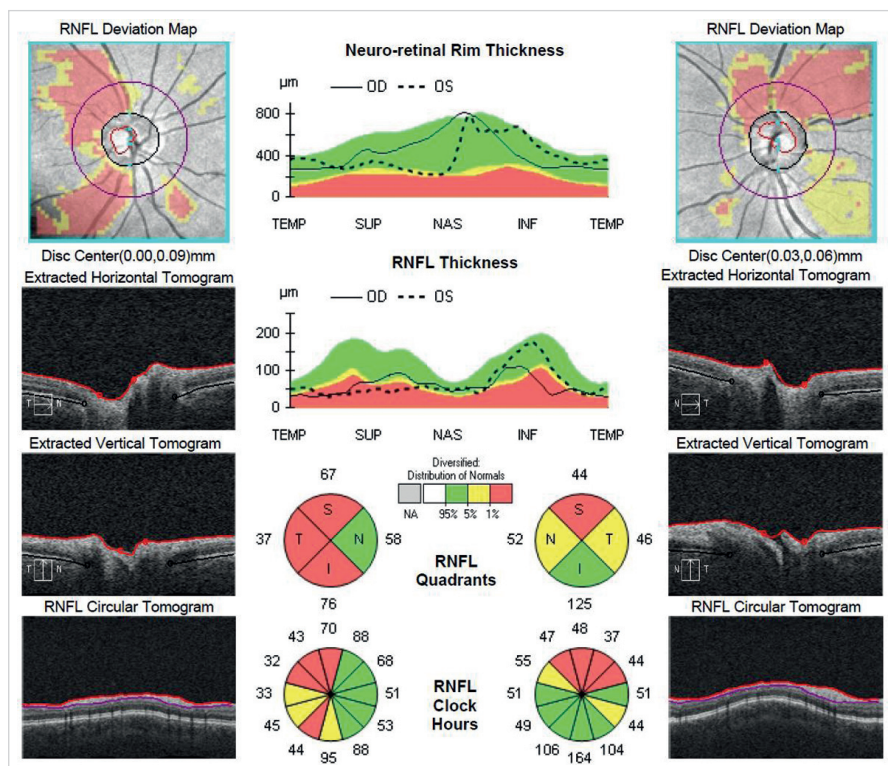 RNFL Deviation Map
Disc Center(0.00,0.09)mm
Extracted Horizontal Tomogram
T N
Extracted Vertical Tomogram
T N
RNFL Circular Tomogram
Neuro-retinal Rim Thickness
µm
OD OS
800
400
0
TEMP SUP NAS INF TEMP
RNFL Thickness
µm
OD OS
200
100
0
TEMP SUP NAS INF TEMP
Diversified:
Distribution of Normals
NA 95% 5% 1%
67
S
37 T N 58
I
76
RNFL
Quadrants
44
S
52 N T 46
I
125
70
43 88
32 68
33 51
45 53
44 88
95
RNFL
Clock
Hours
48
47 37
55 44
51 51
49 44
106 104
164
RNFL Deviation Map
Disc Center(0.03,0.06)mm
Extracted Horizontal Tomogram
N T
Extracted Vertical Tomogram
N T
RNFL Circular Tomogram